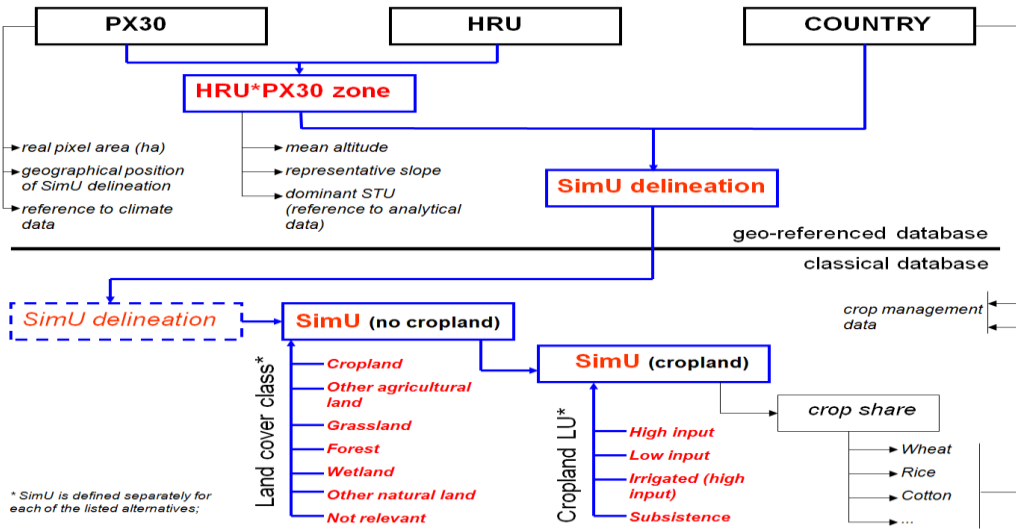 PX30
HRU
COUNTRY
HRU*PX30 zone
real pixel area (ha)
geographical position
of SimU delineation
reference to climate
data
mean altitude
representative slope
dominant STU
(reference to analytical
data)
SimU delineation
geo-referenced database
classical database
SimU delineation
SimU (no cropland)
crop management
data
Land cover class*
Cropland
Other agricultural
land
Grassland
Forest
Wetland
Other natural land
Not relevant
SimU (cropland)
Cropland LU*
High input
Low input
Irrigated (high
input)
Subsistence
crop share
Wheat
Rice
Cotton
...
* SimU is defined separately for
each of the listed alternatives;